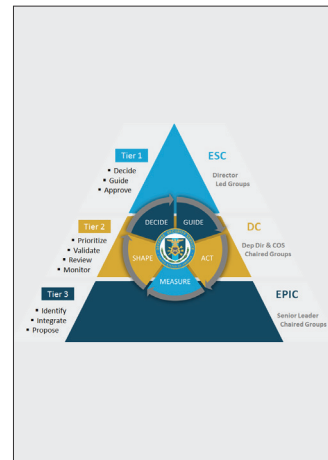 Tier 1
▪ Decide
▪ Guide
▪ Approve
ESC
Director
Led Groups
Tier 2
▪ Prioritize
▪ Validate
▪ Review
▪ Monitor
DECIDE
GUIDE
SHAPE
ACT
MEASURE
DC
Dep Dir & COS
Chaired Groups
Tier 3
▪ Identify
▪ Integrate
▪ Propose
EPIC
Senior Leader
Chaired Groups